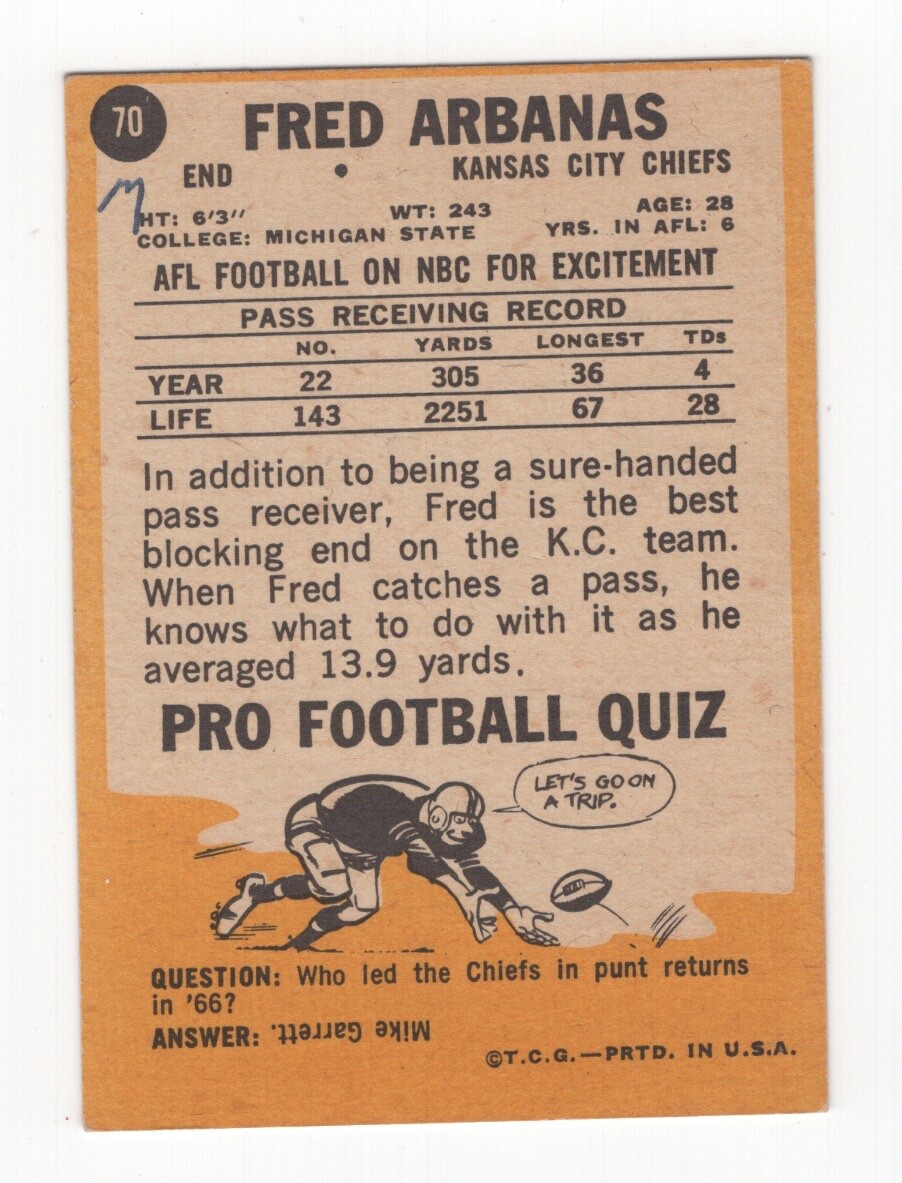 70
FRED ARBANAS
END • KANSAS CITY CHIEFS
HT: 6'3'' WT: 243 AGE: 28
COLLEGE: MICHIGAN STATE YRS. IN AFL: 6
AFL FOOTBALL ON NBC FOR EXCITEMENT
PASS RECEIVING RECORD
NO. YARDS LONGEST TDs
YEAR 22 305 36 4
LIFE 143 2251 67 28
In addition to being a sure-handed
pass receiver, Fred is the best
blocking end on the K.C. team.
When Fred catches a pass, he
knows what to do with it as he
averaged 13.9 yards.
PRO FOOTBALL QUIZ
LET'S GO ON
A TRIP.
QUESTION: Who led the Chiefs in punt returns
in '66?
ANSWER: Mike Garrett.
©T.C.G.—PRTD. IN U.S.A.